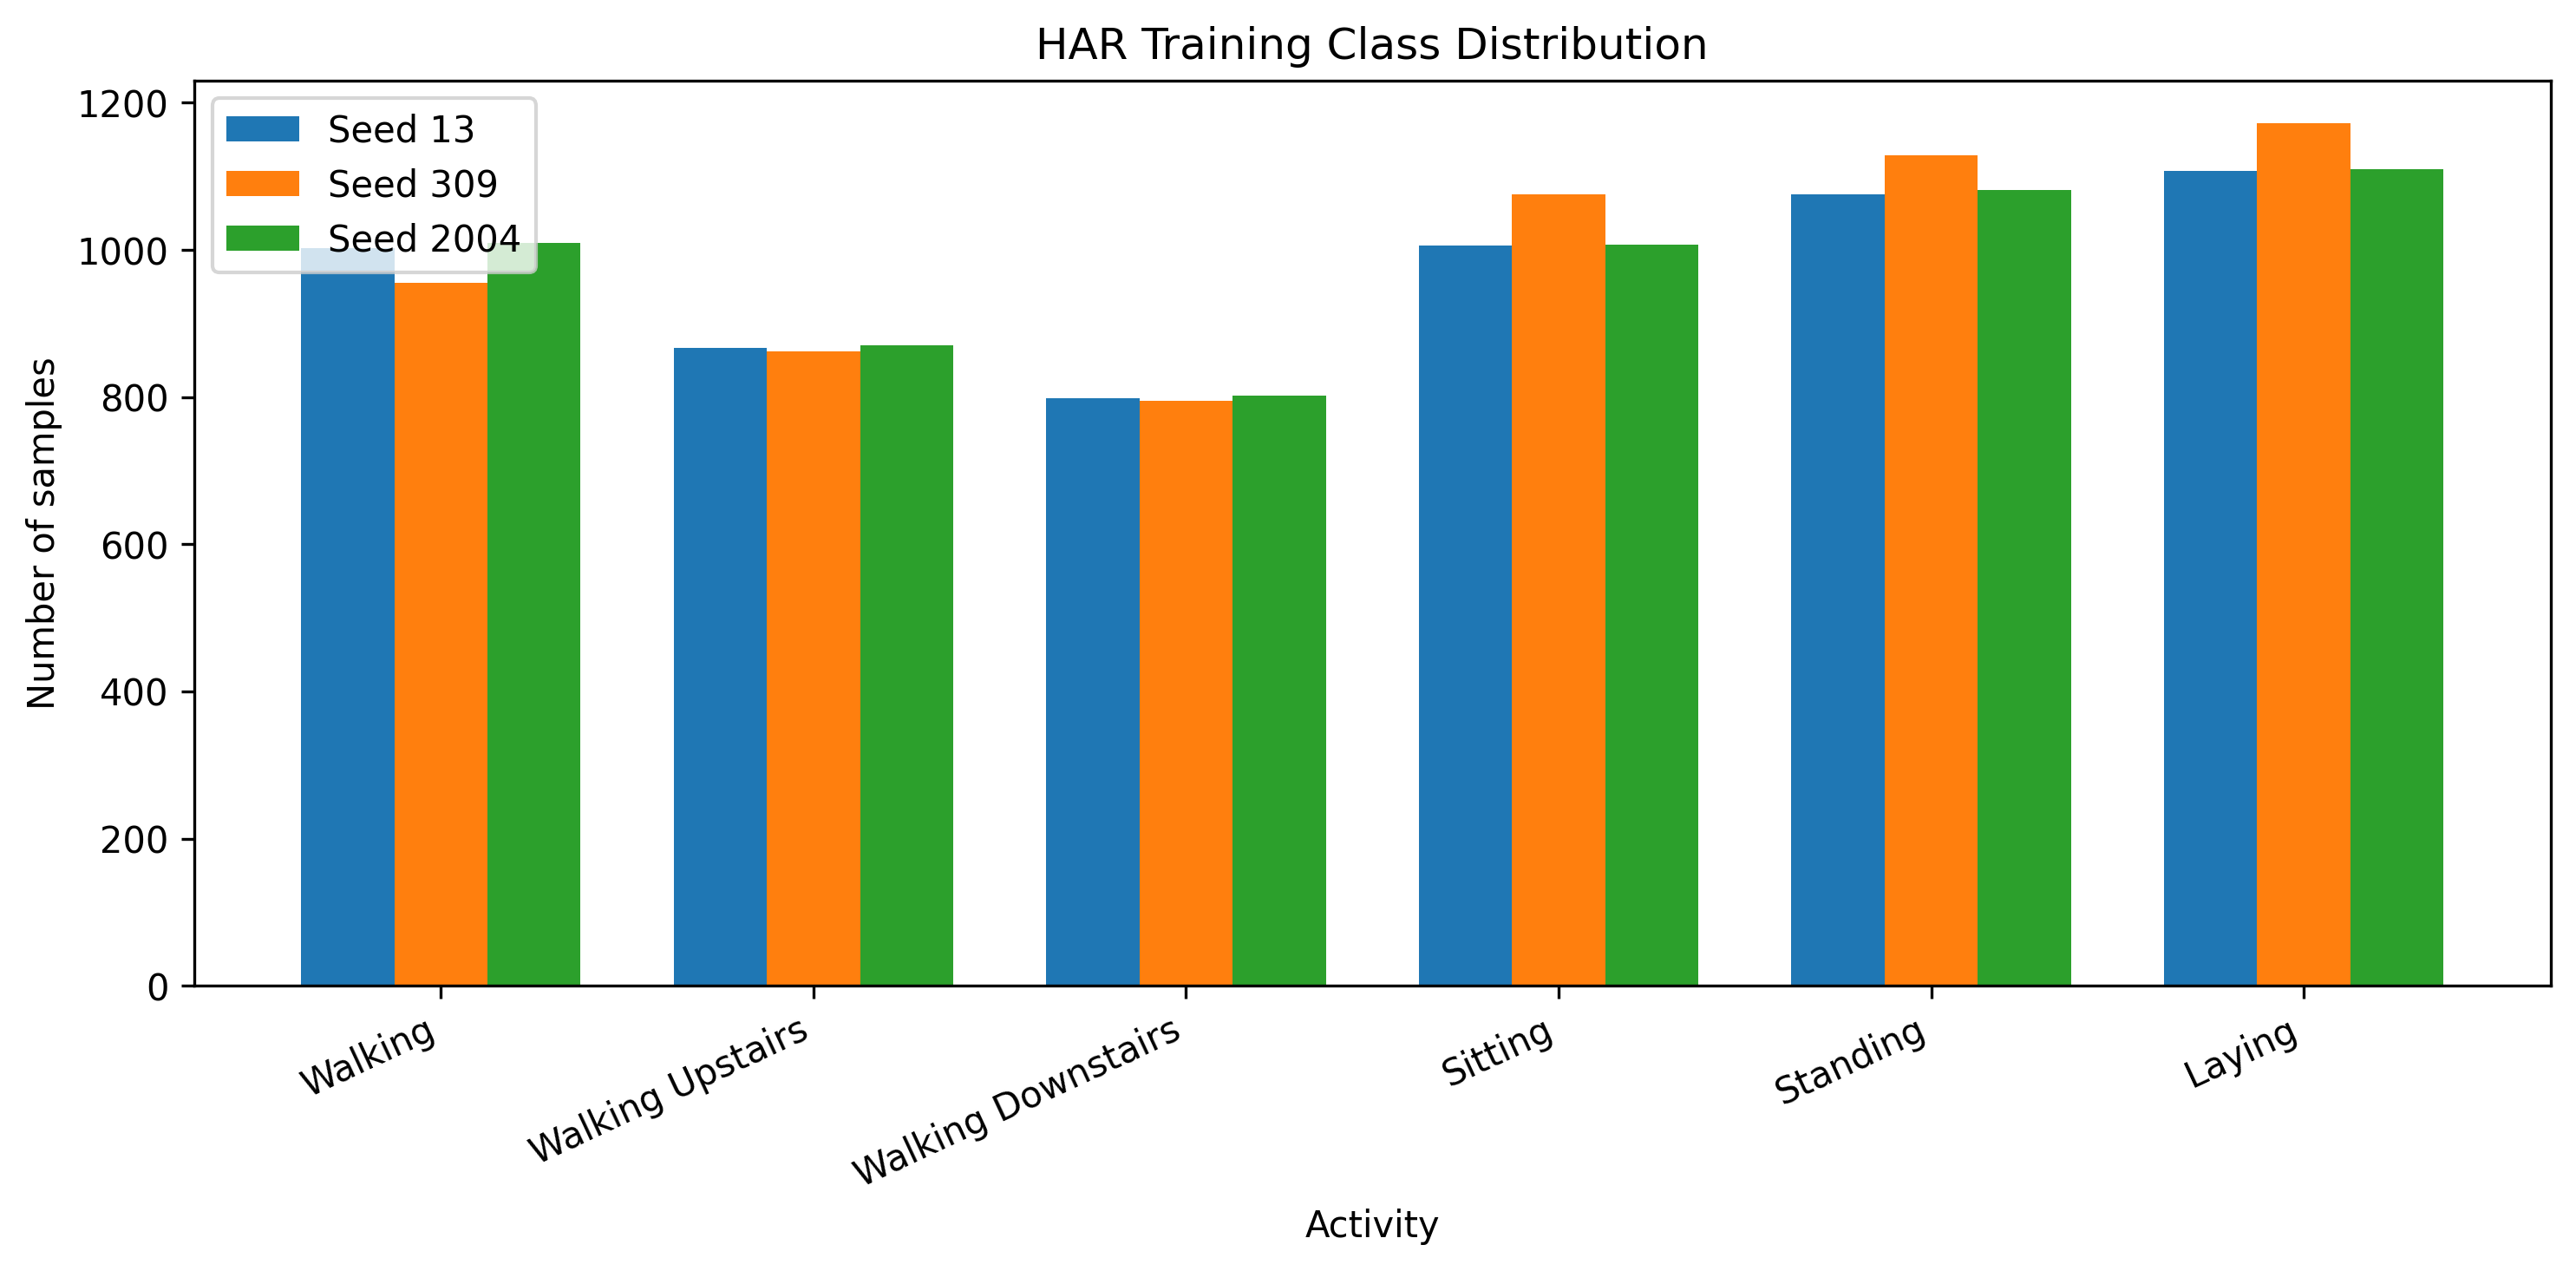 HAR Training Class Distribution
1200
1000
800
600
400
200
0
Number of samples
Seed 13
Seed 309
Seed 2004
Walking
Walking Upstairs
Walking Downstairs
Sitting
Standing
Laying
Activity